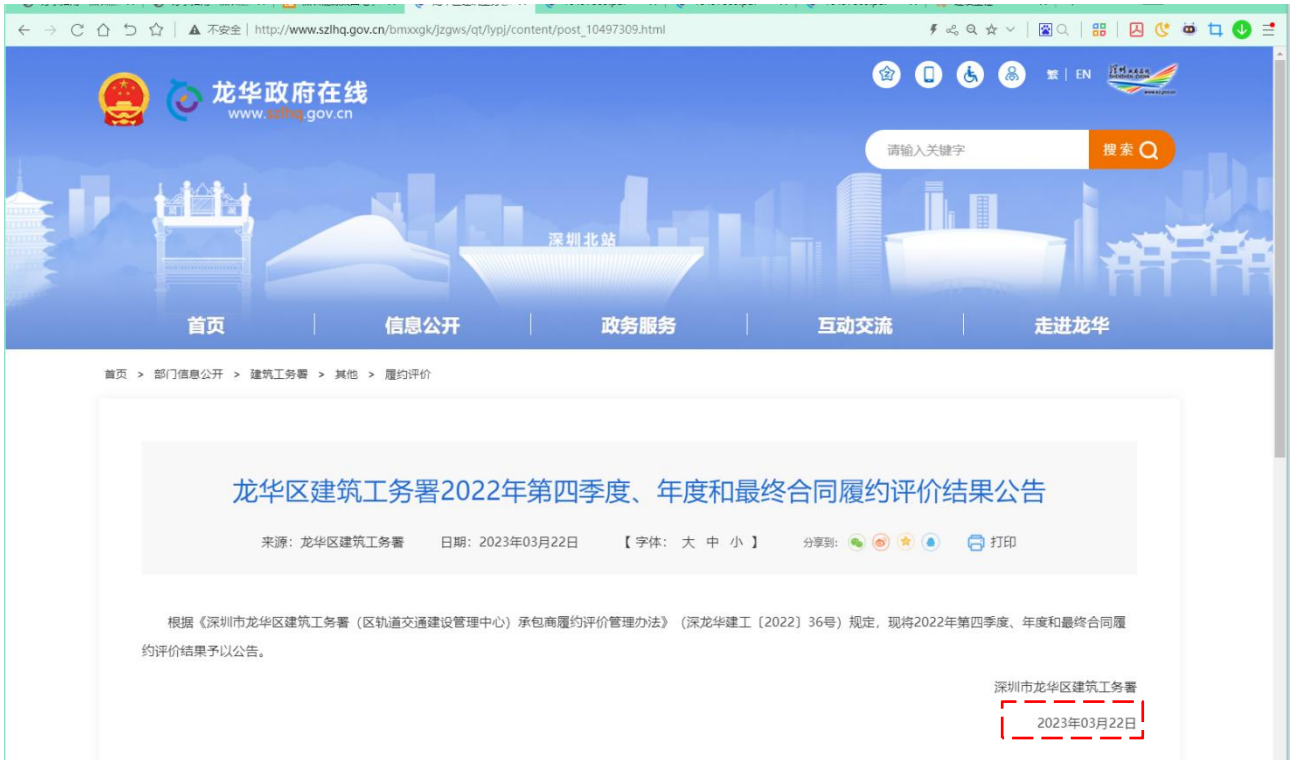 不安全 http://www.szlhq.gov.cn/bmxxgk/jzgws/qt/lypj/content/post_10497309.html
龙华政府在线
www.szlhq.gov.cn
繁 | EN
请输入关键字
搜索
深圳北站
首页 信息公开 政务服务 互动交流 走进龙华
首页 > 部门信息公开 > 建筑工务署 > 其他 > 履约评价
龙华区建筑工务署2022年第四季度、年度和最终合同履约评价结果公告
来源: 龙华区建筑工务署 日期: 2023年03月22日 【 字体: 大 中 小 】 分享到: 打印
根据《深圳市龙华区建筑工务署（区轨道交通建设管理中心）承包商履约评价管理办法》（深龙华建工〔2022〕36号）规定，现将2022年第四季度、年度和最终合同履
约评价结果予以公告。
深圳市龙华区建筑工务署
2023年03月22日